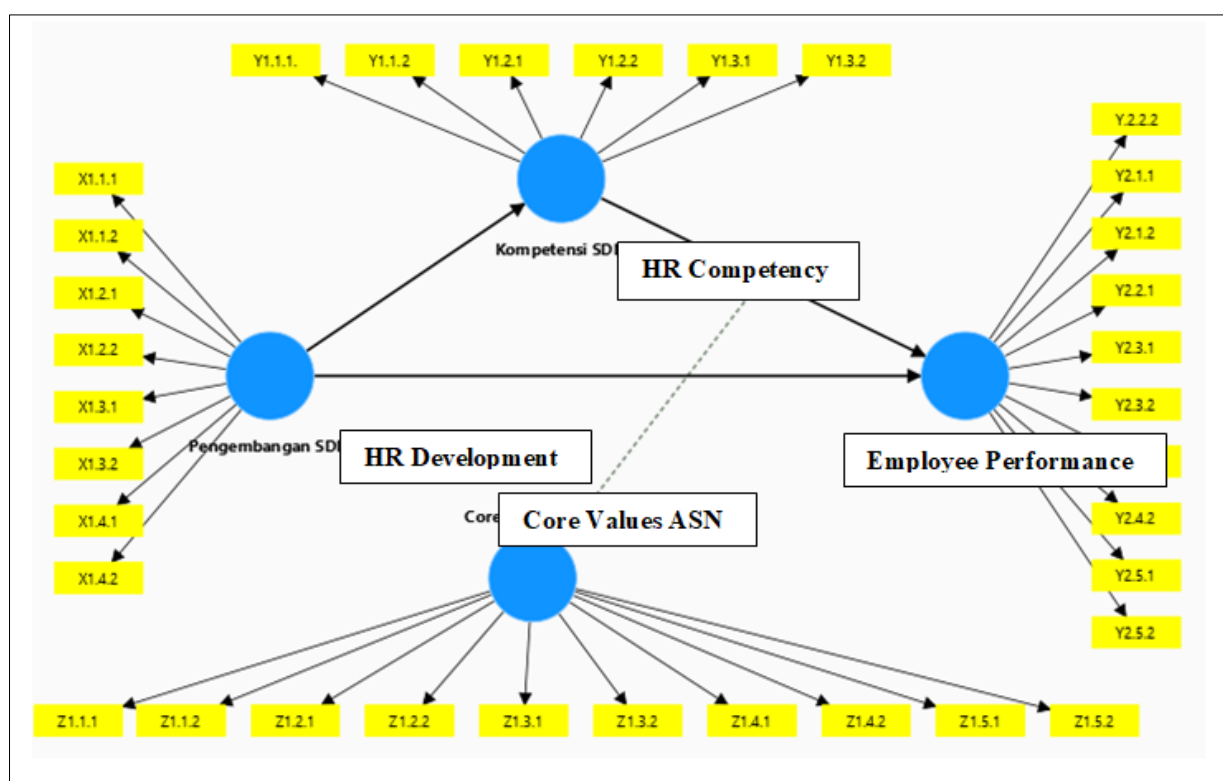 Y1.1.1.
Y1.1.2
Y1.2.1
Y1.2.2
Y1.3.1
Y1.3.2
X1.1.1
X1.1.2
X1.2.1
X1.2.2
X1.3.1
X1.3.2
X1.4.1
X1.4.2
Kompetensi
HR Competency
Pengembangan
HR Development
Core
Core Values ASN
Employee Performance
Y.2.2.2
Y2.1.1
Y2.1.2
Y2.2.1
Y2.3.1
Y2.3.2
Y2.4.2
Y2.5.1
Y2.5.2
Z1.1.1
Z1.1.2
Z1.2.1
Z1.2.2
Z1.3.1
Z1.3.2
Z1.4.1
Z1.4.2
Z1.5.1
Z1.5.2